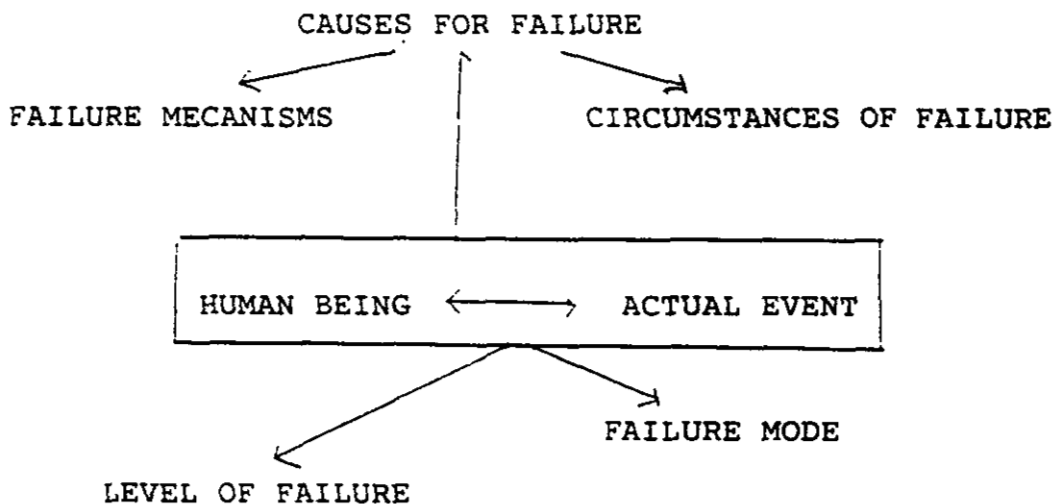 CAUSES FOR FAILURE
FAILURE MECANISMS
CIRCUMSTANCES OF FAILURE
HUMAN BEING
ACTUAL EVENT
FAILURE MODE
LEVEL OF FAILURE